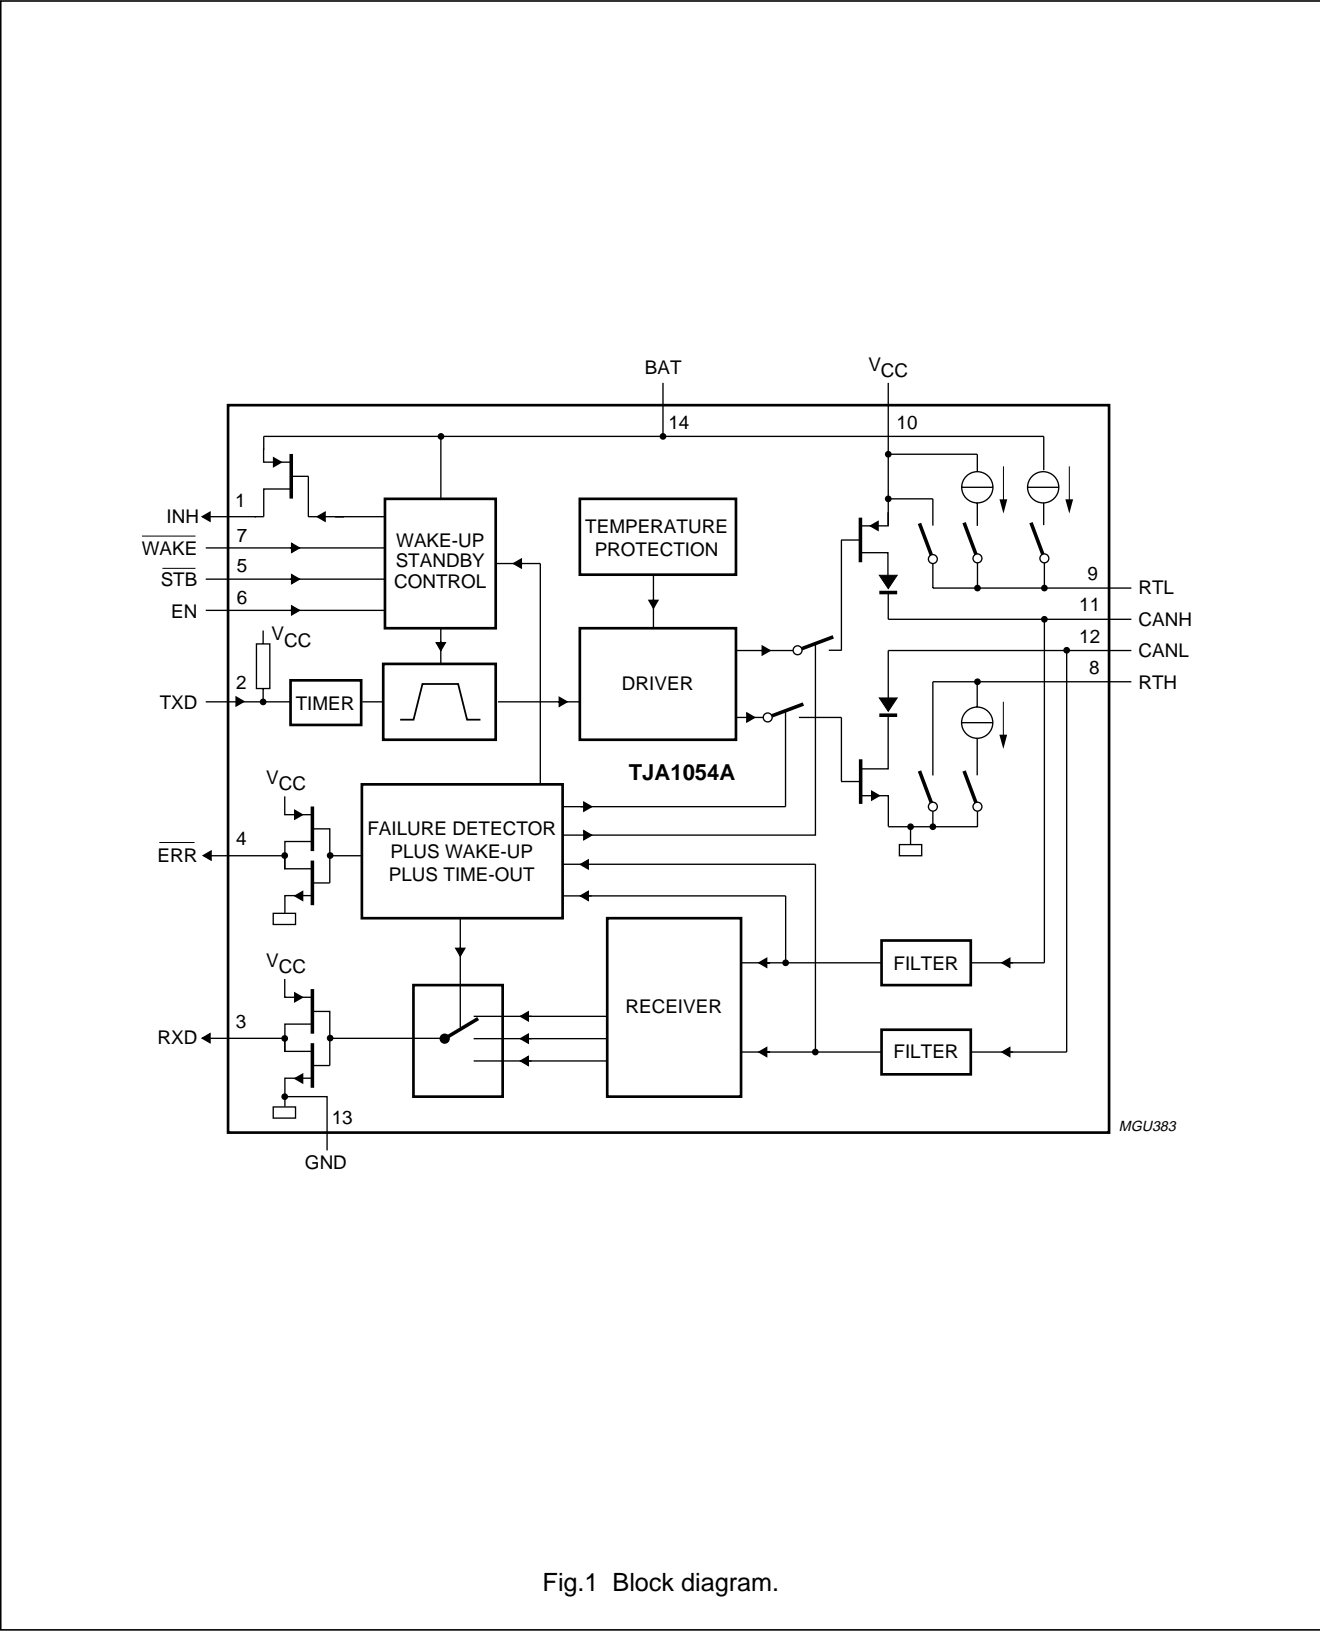 BAT
VCC
14
10
1
INH
7
WAKE
5
STB
6
EN
WAKE-UP
STANDBY
CONTROL
TEMPERATURE
PROTECTION
9
RTL
11
CANH
12
CANL
8
RTH
VCC
2
TXD
TIMER
DRIVER
TJA1054A
VCC
4
ERR
FAILURE DETECTOR
PLUS WAKE-UP
PLUS TIME-OUT
VCC
3
RXD
RECEIVER
FILTER
FILTER
13
GND
MGU383
Fig.1 Block diagram.